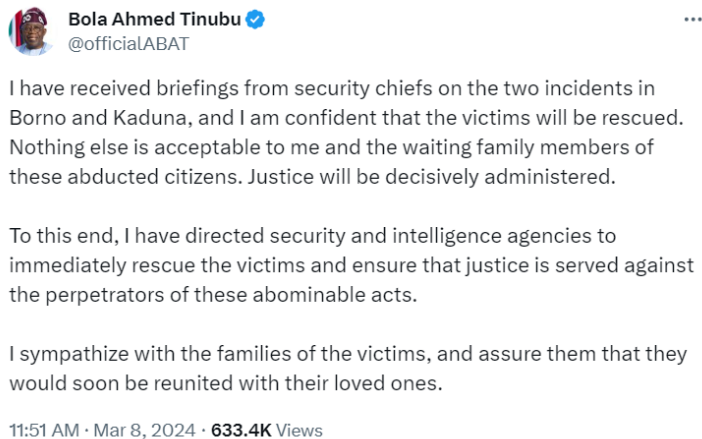 Bola Ahmed Tinubu
@officialABAT
I have received briefings from security chiefs on the two incidents in
Borno and Kaduna, and I am confident that the victims will be rescued.
Nothing else is acceptable to me and the waiting family members of
these abducted citizens. Justice will be decisively administered.
To this end, I have directed security and intelligence agencies to
immediately rescue the victims and ensure that justice is served against
the perpetrators of these abominable acts.
I sympathize with the families of the victims, and assure them that they
would soon be reunited with their loved ones.
11:51 AM · Mar 8, 2024 · 633.4K Views